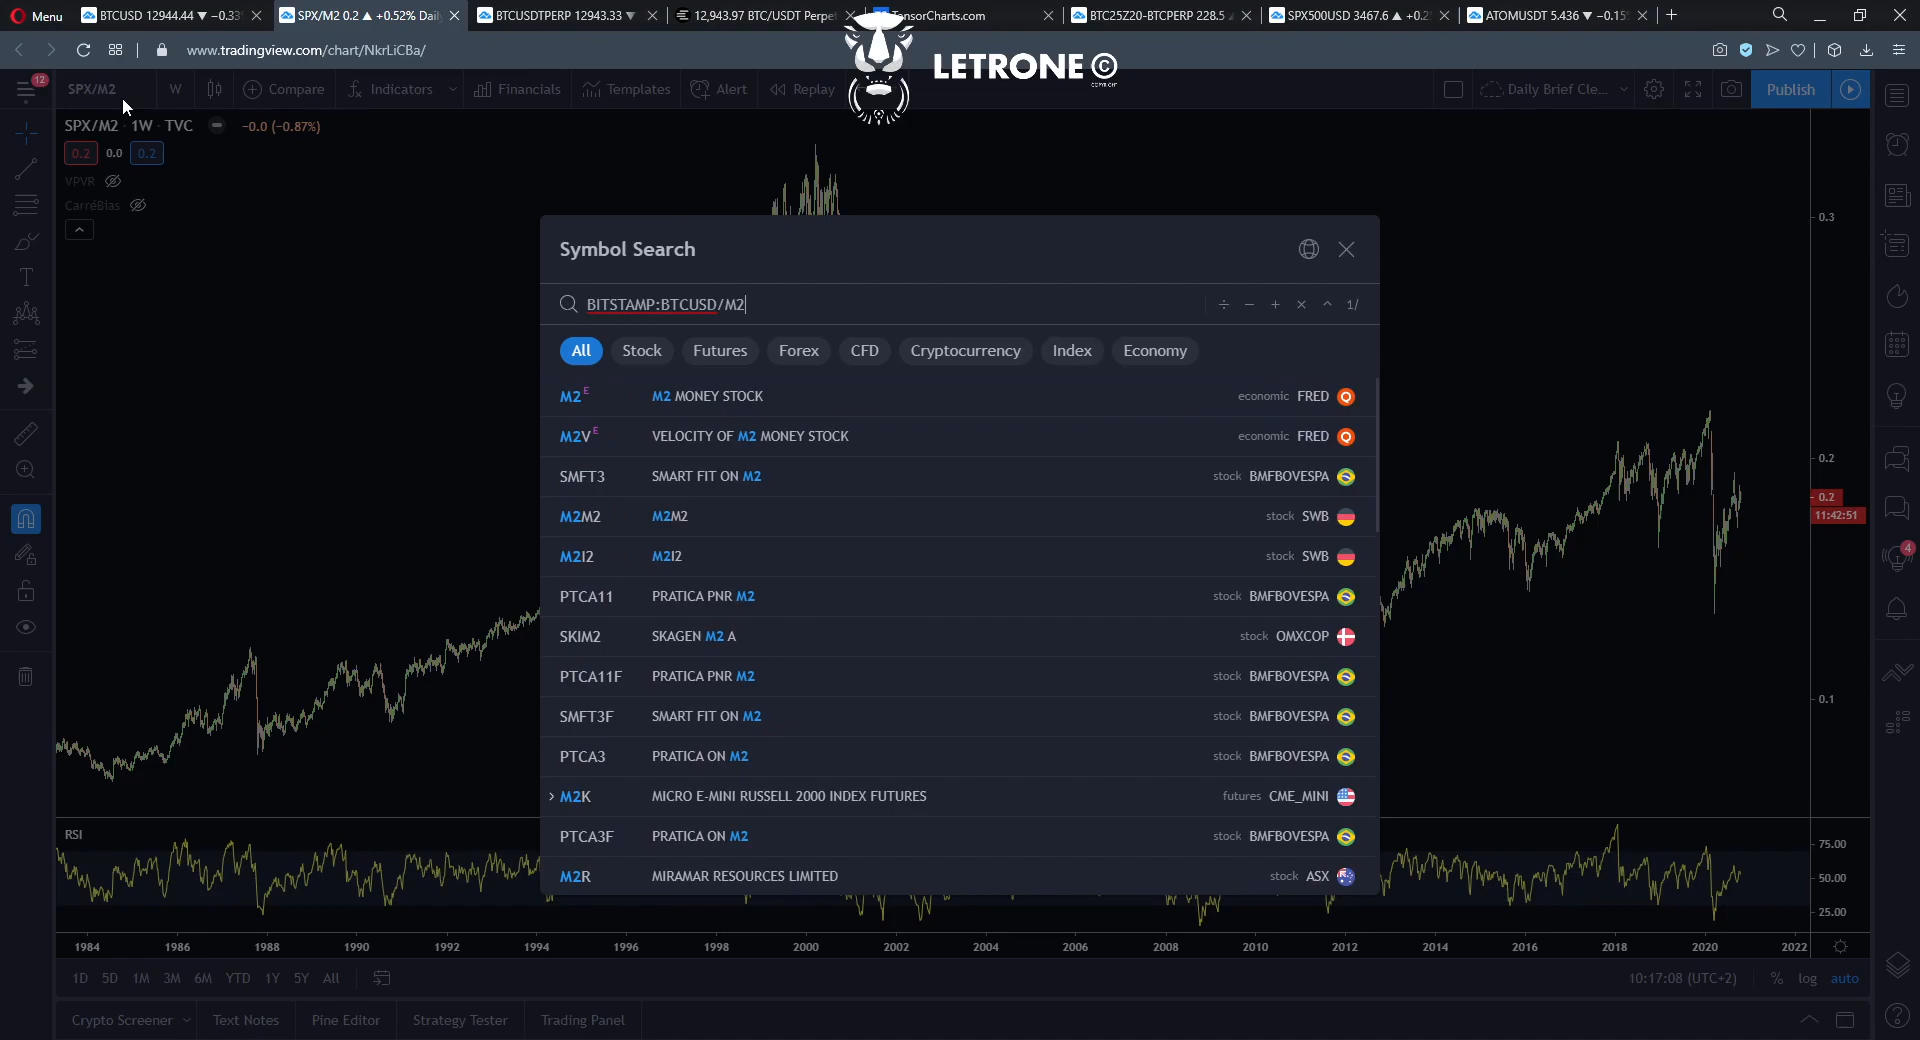 Menu
BTCUSD 12944.44 ▼ −0.33
SPX/M2 0.2 ▲ +0.52% Dail
BTCUSDTPERP 12943.33 ▼
12,943.97 BTC/USDT Perpe
TensorCharts.com
BTC25Z20-BTCPERP 228.5
SPX500USD 3467.6 ▲ +0.2
ATOMUSDT 5.436 ▼ −0.15
www.tradingview.com/chart/NkrLiCBa/
LETRONE ©
COPYRIGHT
12
SPX/M2
W
Compare
Indicators
Financials
Templates
Alert
Replay
Daily Brief Cle...
Publish
SPX/M2 · 1W · TVC
-0.0 (-0.87%)
0.2 0.0 0.2
VPVR
CarréBias
Symbol Search
BITSTAMP:BTCUSD/M2
÷ − + × ^ 1/
All Stock Futures Forex CFD Cryptocurrency Index Economy
M2 E M2 MONEY STOCK economic FRED
M2V E VELOCITY OF M2 MONEY STOCK economic FRED
SMFT3 SMART FIT ON M2 stock BMFBOVESPA
M2M2 M2M2 stock SWB
M2I2 M2I2 stock SWB
PTCA11 PRATICA PNR M2 stock BMFBOVESPA
SKIM2 SKAGEN M2 A stock OMXCOP
PTCA11F PRATICA PNR M2 stock BMFBOVESPA
SMFT3F SMART FIT ON M2 stock BMFBOVESPA
PTCA3 PRATICA ON M2 stock BMFBOVESPA
M2K MICRO E-MINI RUSSELL 2000 INDEX FUTURES futures CME_MINI
PTCA3F PRATICA ON M2 stock BMFBOVESPA
M2R MIRAMAR RESOURCES LIMITED stock ASX
0.3
0.2
0.2
11:42:51
0.1
4
RSI
75.00
50.00
25.00
1984 1986 1988 1990 1992 1994 1996 1998 2000 2002 2004 2006 2008 2010 2012 2014 2016 2018 2020 2022
1D 5D 1M 3M 6M YTD 1Y 5Y All
10:17:08 (UTC+2) % log auto
Crypto Screener Text Notes Pine Editor Strategy Tester Trading Panel